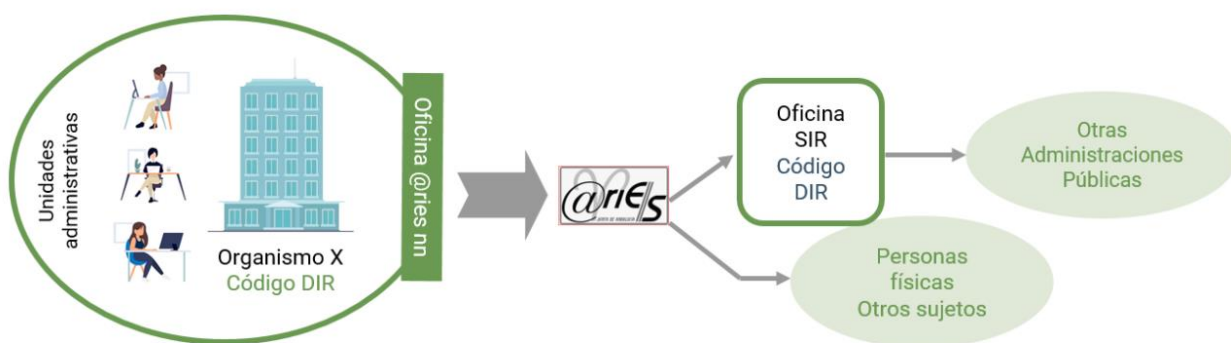 Unidades
administrativas
Organismo X
Código DIR
Oficina @ries nn
@ries
Oficina
SIR
Código
DIR
Otras
Administraciones
Públicas
Personas
físicas
Otros sujetos